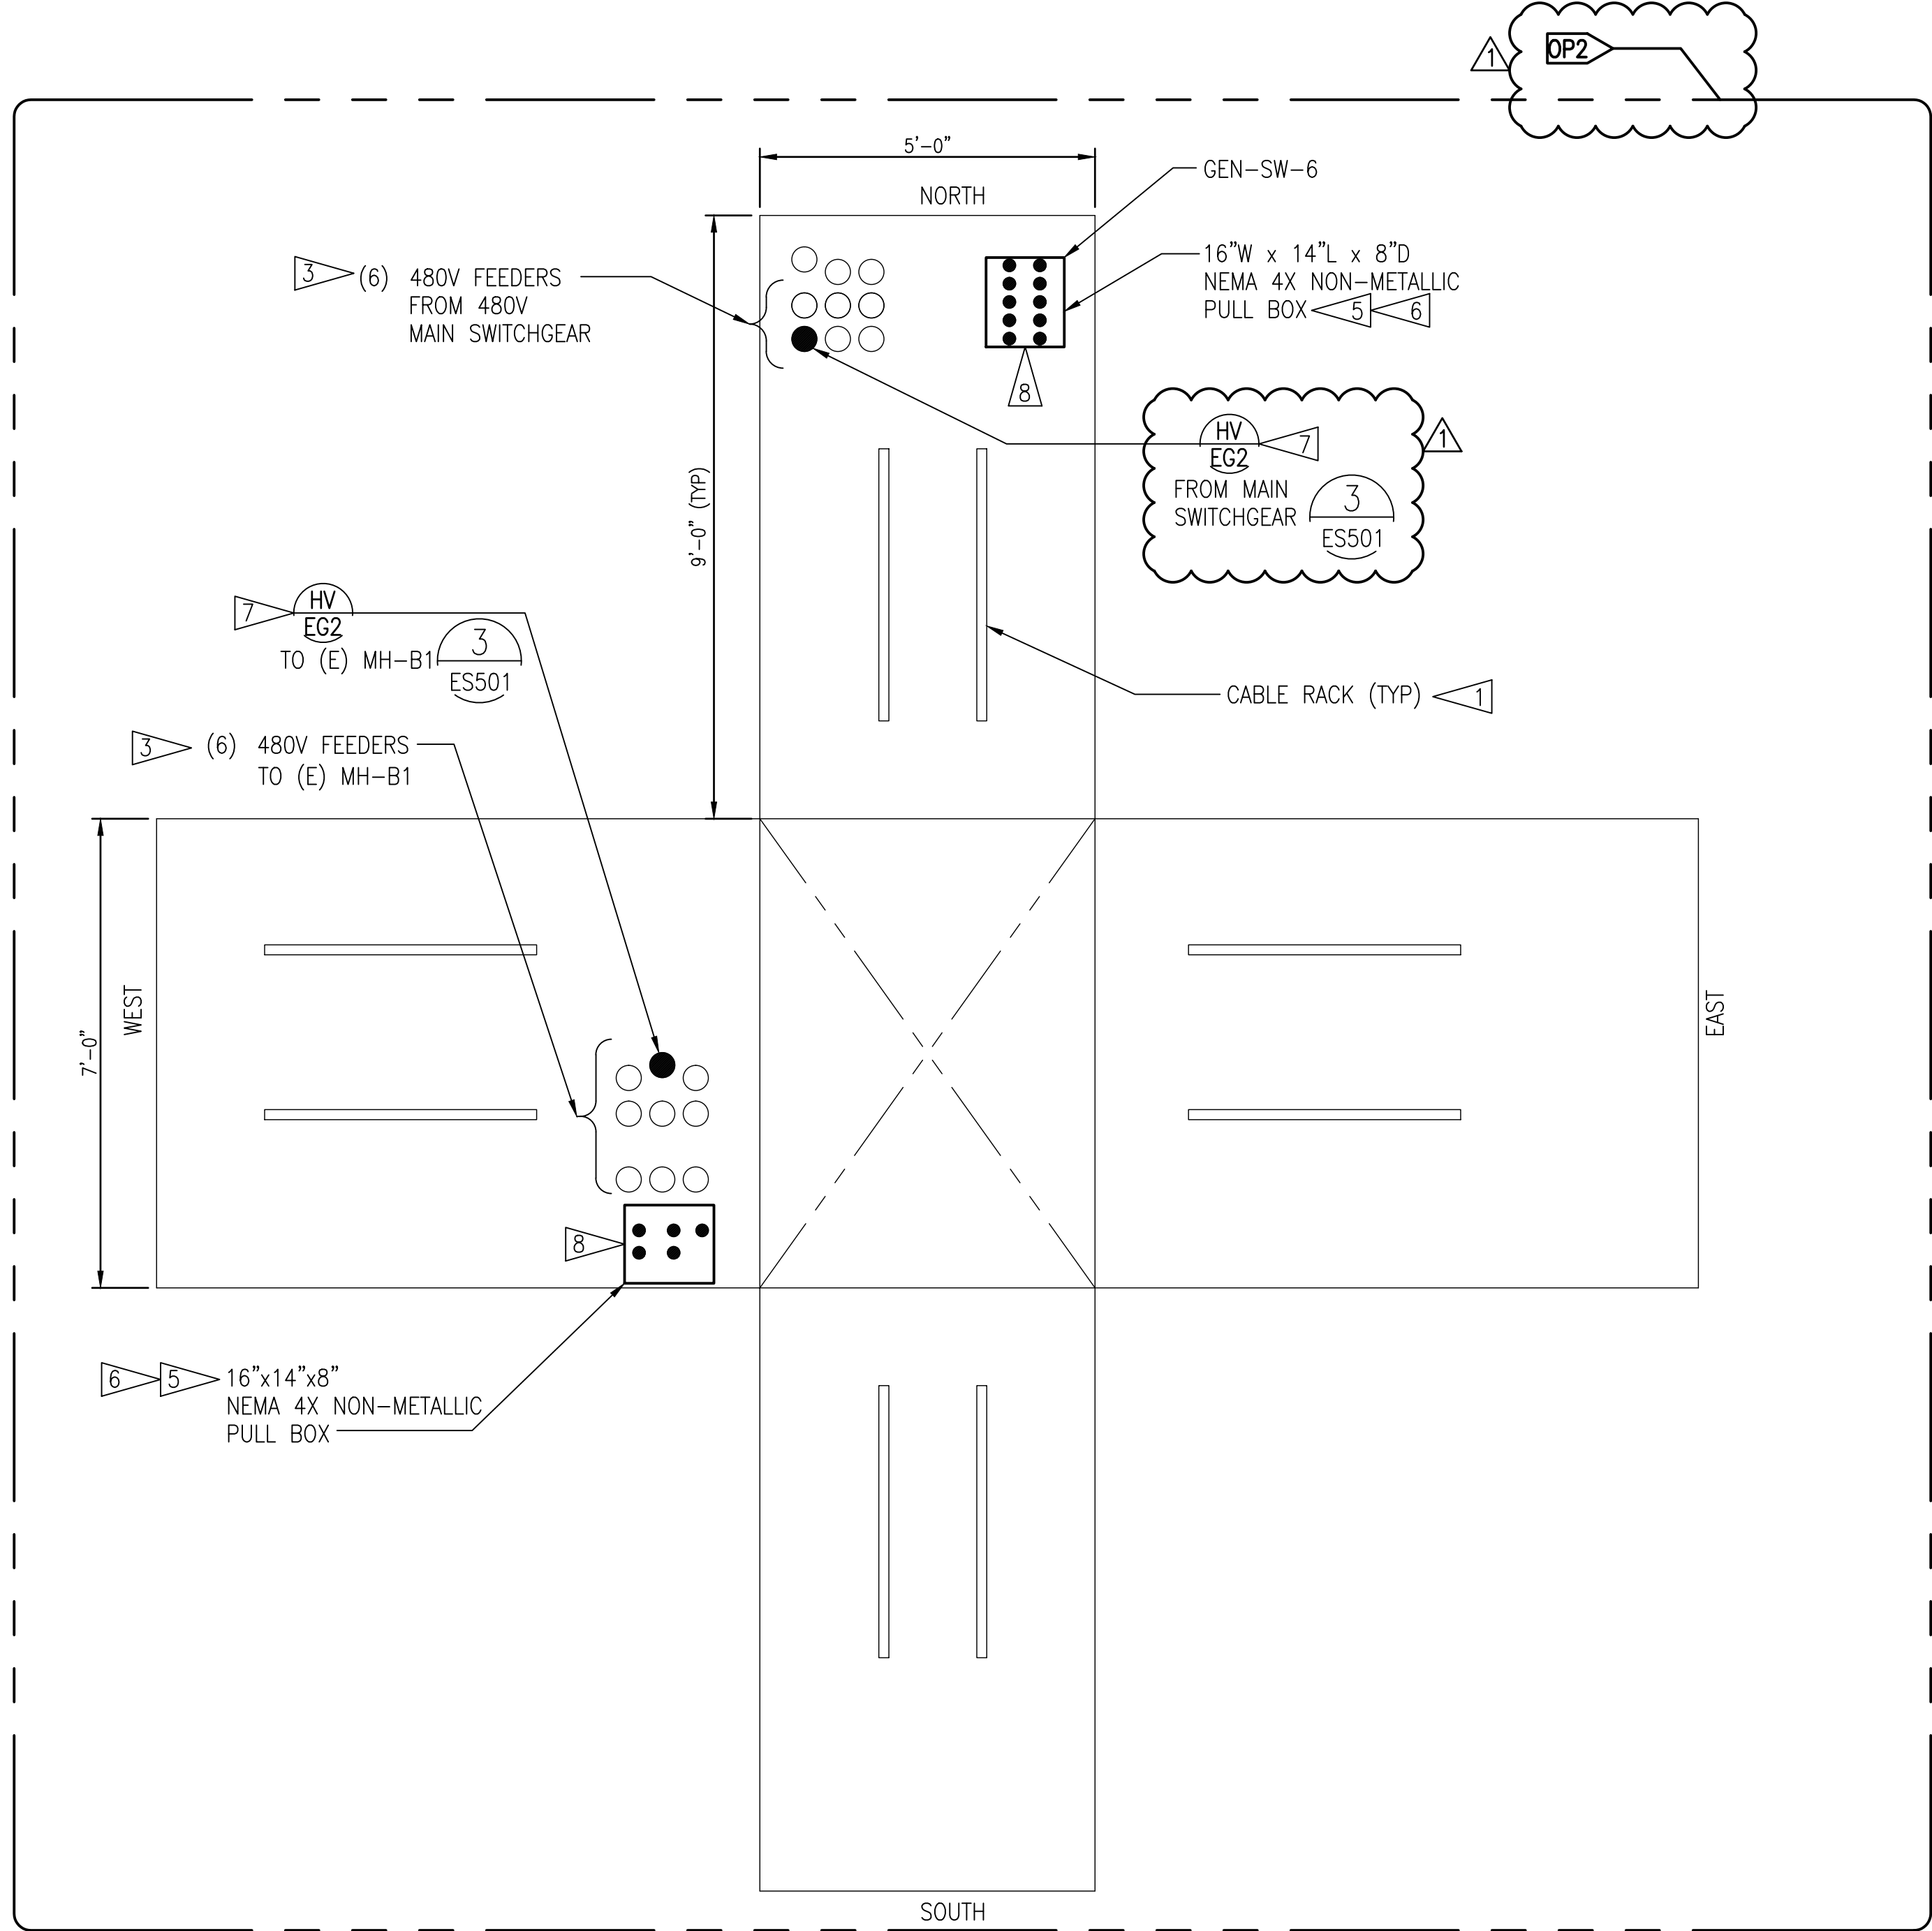 OP2
1
5'-0"
NORTH
GEN-SW-6
16"W x 14"L x 8"D
NEMA 4X NON-METALLIC
PULL BOX 5 6
3 (6) 480V FEEDERS
FROM 480V
MAIN SWITCHGEAR
8
HV
EG2
7
1
FROM MAIN
SWITCHGEAR
3
ES501
9'-0" (TYP)
7
HV
EG2
TO (E) MH-B1
3
ES501
CABLE RACK (TYP) 1
3 (6) 480V FEEDERS
TO (E) MH-B1
7'-0"
WEST
EAST
8
6 5 16"x14"x8"
NEMA 4X NON-METALLIC
PULL BOX
SOUTH